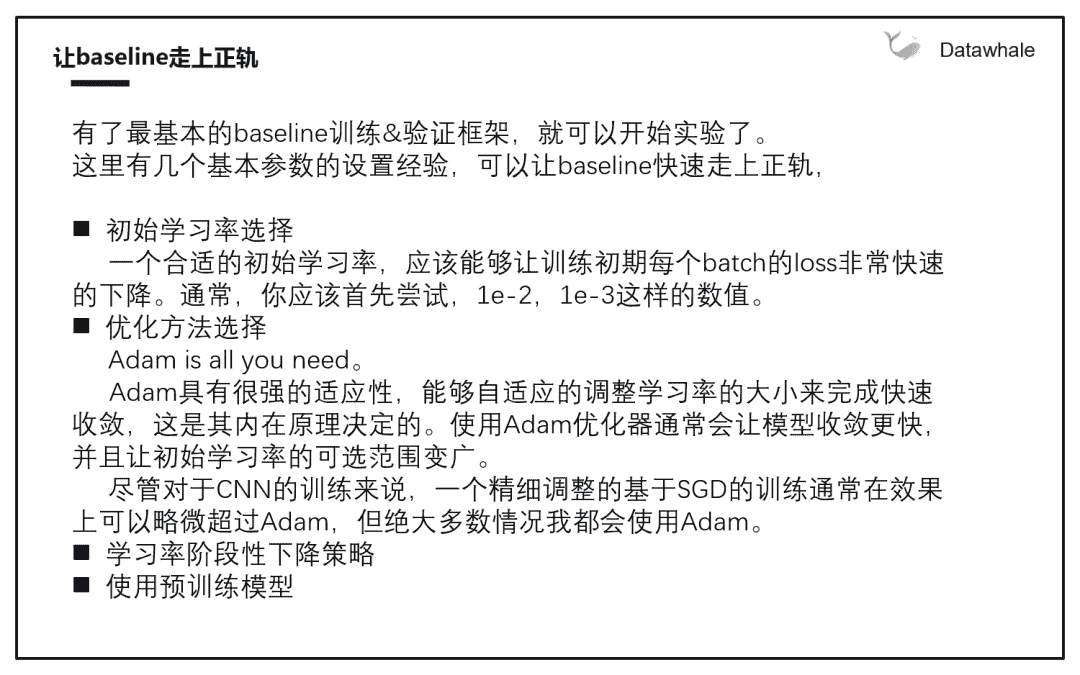 让baseline走上正轨
Datawhale
有了最基本的baseline训练&验证框架，就可以开始实验了。
这里有几个基本参数的设置经验，可以让baseline快速走上正轨，
■ 初始学习率选择
一个合适的初始学习率，应该能够让训练初期每个batch的loss非常快速
的下降。通常，你应该首先尝试，1e-2，1e-3这样的数值。
■ 优化方法选择
Adam is all you need。
Adam具有很强的适应性，能够自适应的调整学习率的大小来完成快速
收敛，这是其内在原理决定的。使用Adam优化器通常会让模型收敛更快，
并且让初始学习率的可选范围变广。
尽管对于CNN的训练来说，一个精细调整的基于SGD的训练通常在效果
上可以略微超过Adam，但绝大多数情况我都会使用Adam。
■ 学习率阶段性下降策略
■ 使用预训练模型